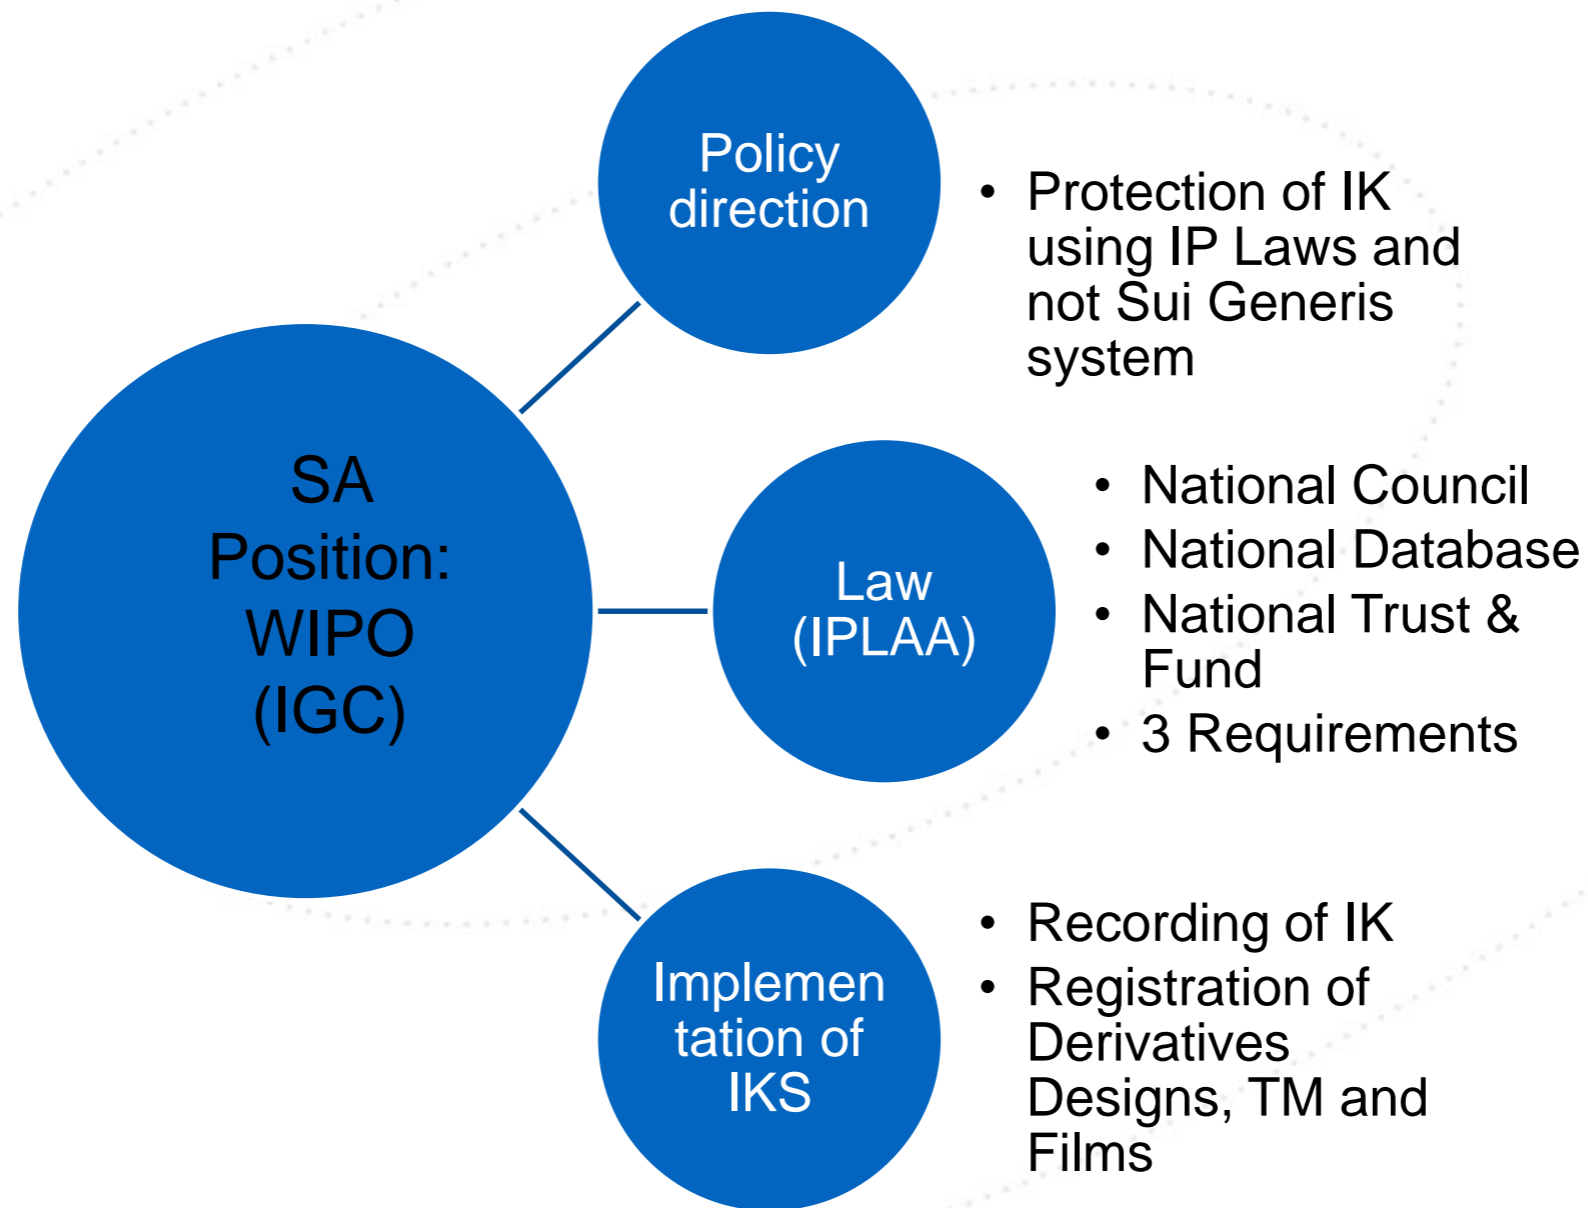 Policy
direction
• Protection of IK
using IP Laws and
not Sui Generis
system
SA
Position:
WIPO
(IGC)
Law
(IPLAA)
• National Council
• National Database
• National Trust &
Fund
• 3 Requirements
Implemen
tation of
IKS
• Recording of IK
• Registration of
Derivatives
Designs, TM and
Films